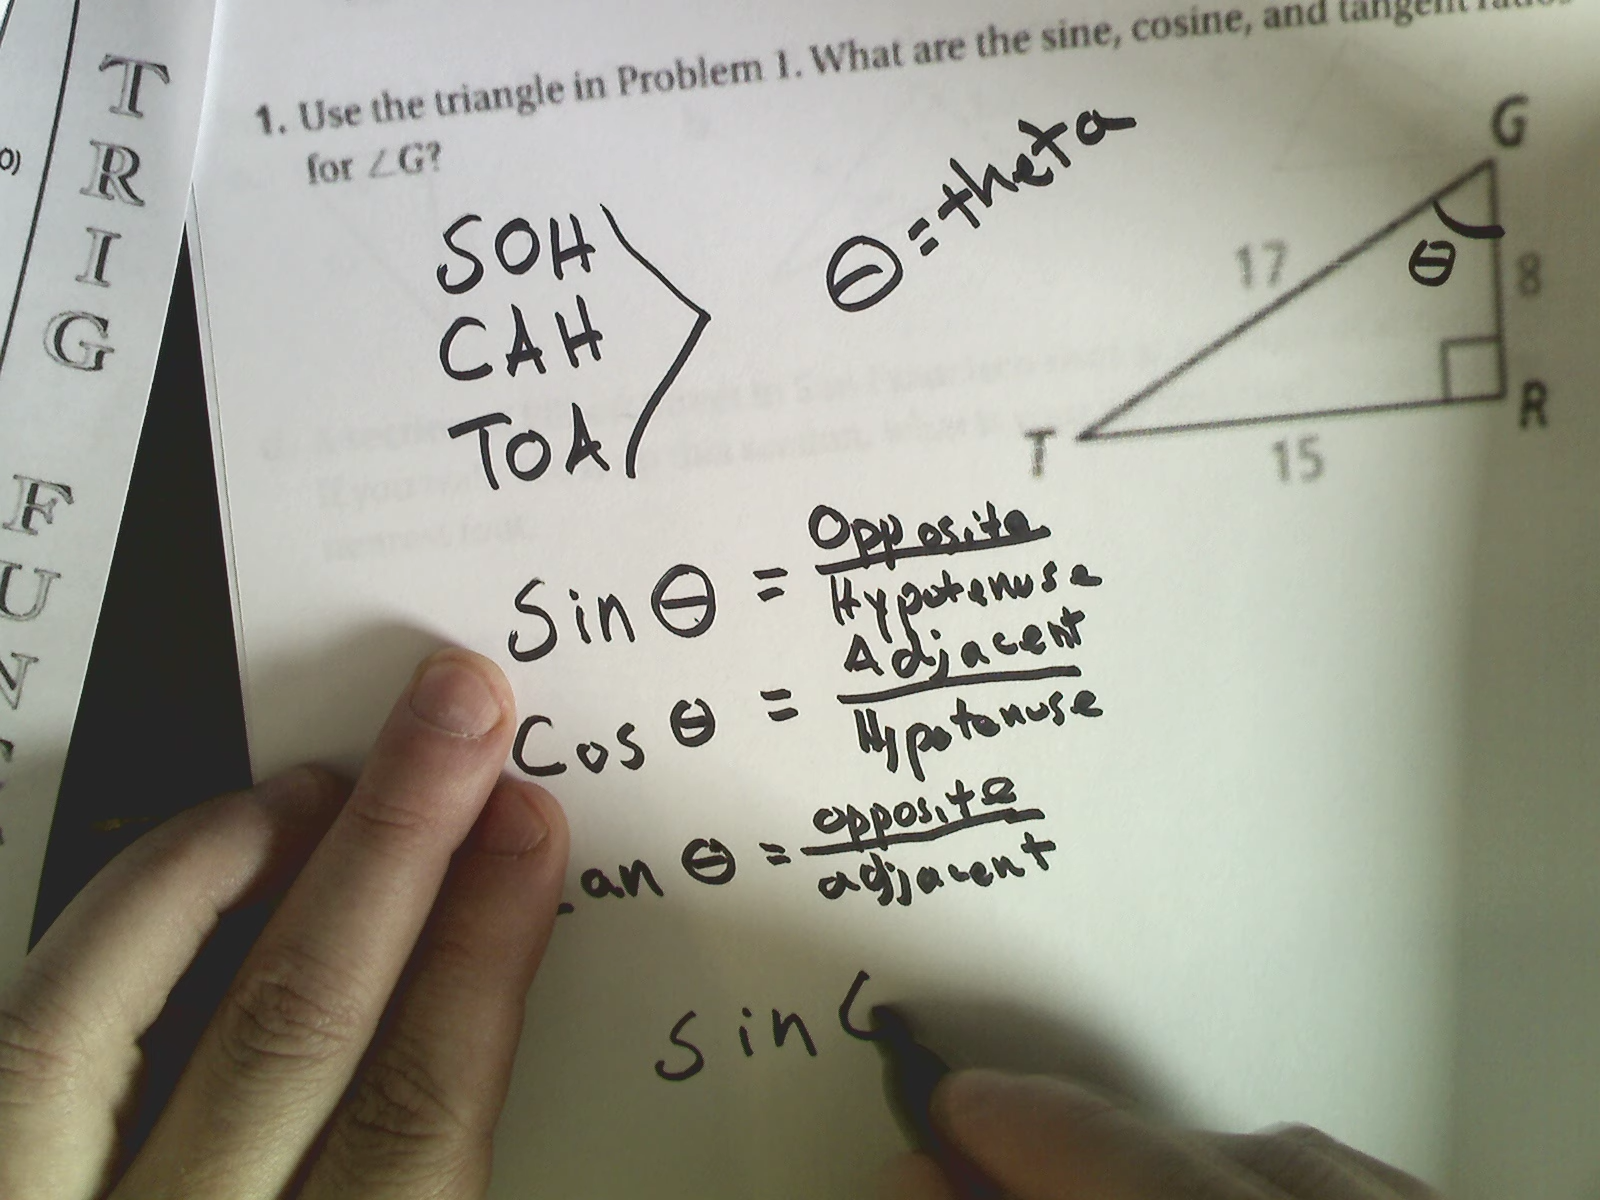 T
R
I
G
F
U
N
0)
1. Use the triangle in Problem 1. What are the sine, cosine, and tangent ratios
for ∠G?
SOH
CAH
TOA
Θ = theta
G
17
Θ
8
T
15
R
Sin Θ = Opposite
Hypotenuse
Cos Θ = Adjacent
Hypotenuse
an Θ = opposite
adjacent
sin